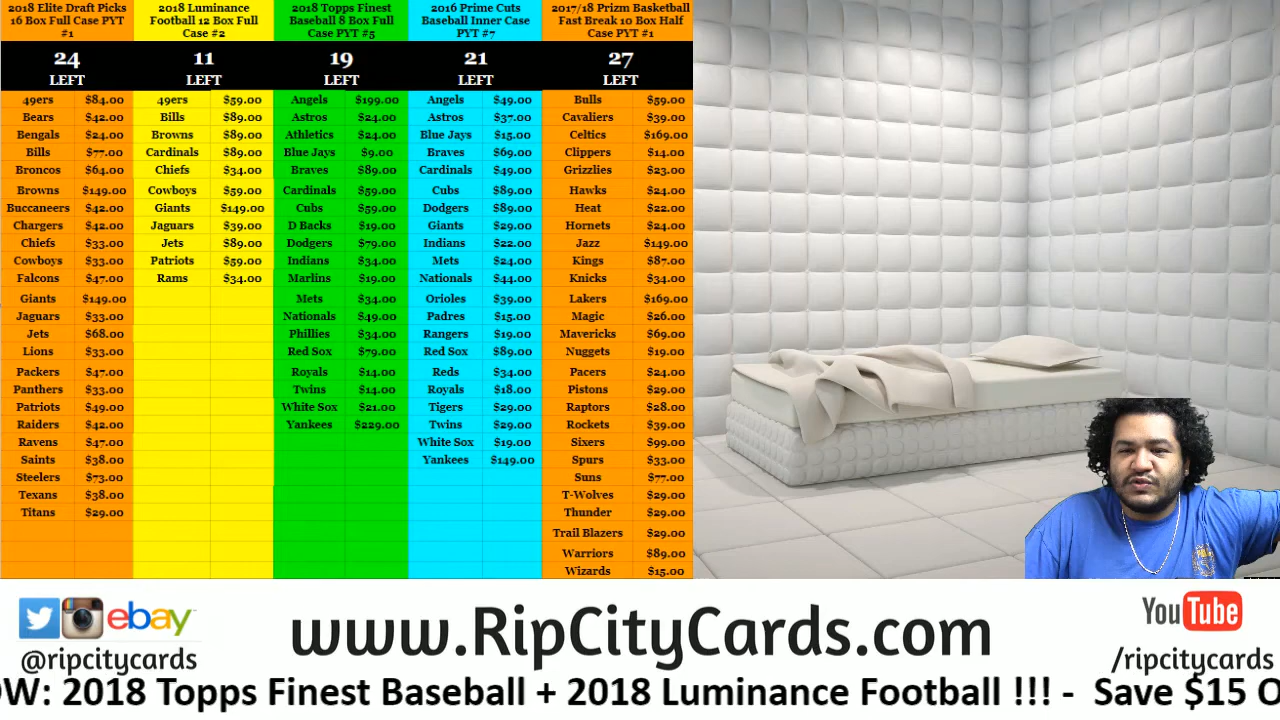 2018 Elite Draft Picks
16 Box Full Case PYT
#1
24
LEFT
49ers $84.00
Bears $42.00
Bengals $24.00
Bills $77.00
Broncos $64.00
Browns $149.00
Buccaneers $42.00
Chargers $42.00
Chiefs $33.00
Cowboys $33.00
Falcons $47.00
Giants $149.00
Jaguars $33.00
Jets $68.00
Lions $33.00
Packers $47.00
Panthers $33.00
Patriots $49.00
Raiders $42.00
Ravens $47.00
Saints $38.00
Steelers $73.00
Texans $38.00
Titans $29.00
2018 Luminance
Football 12 Box Full
Case #2
11
LEFT
49ers $59.00
Bills $89.00
Browns $89.00
Cardinals $89.00
Chiefs $34.00
Cowboys $59.00
Giants $149.00
Jaguars $39.00
Jets $89.00
Patriots $59.00
Rams $34.00
2018 Topps Finest
Baseball 8 Box Full
Case PYT #5
19
LEFT
Angels $199.00
Astros $24.00
Athletics $24.00
Blue Jays $9.00
Braves $89.00
Cardinals $59.00
Cubs $59.00
D Backs $19.00
Dodgers $79.00
Indians $34.00
Marlins $19.00
Mets $34.00
Nationals $49.00
Phillies $34.00
Red Sox $79.00
Royals $14.00
Twins $14.00
White Sox $21.00
Yankees $229.00
2016 Prime Cuts
Baseball Inner Case
PYT #7
21
LEFT
Angels $49.00
Astros $37.00
Blue Jays $15.00
Braves $69.00
Cardinals $49.00
Cubs $89.00
Dodgers $89.00
Giants $29.00
Indians $22.00
Mets $24.00
Nationals $44.00
Orioles $39.00
Padres $15.00
Rangers $19.00
Red Sox $89.00
Reds $34.00
Royals $18.00
Tigers $29.00
Twins $29.00
White Sox $19.00
Yankees $149.00
2017/18 Prizm Basketball
Fast Break 10 Box Half
Case PYT #1
27
LEFT
Bulls $59.00
Cavaliers $39.00
Celtics $169.00
Clippers $14.00
Grizzlies $23.00
Hawks $24.00
Heat $22.00
Hornets $24.00
Jazz $149.00
Kings $87.00
Knicks $34.00
Lakers $169.00
Magic $26.00
Mavericks $69.00
Nuggets $19.00
Pacers $24.00
Pistons $29.00
Raptors $28.00
Rockets $39.00
Sixers $99.00
Spurs $33.00
Suns $77.00
T-Wolves $29.00
Thunder $29.00
Trail Blazers $29.00
Warriors $89.00
Wizards $15.00
ebay
@ripcitycards
www.RipCityCards.com
YouTube
/ripcitycards
OW: 2018 Topps Finest Baseball + 2018 Luminance Football !!! - Save $15 O